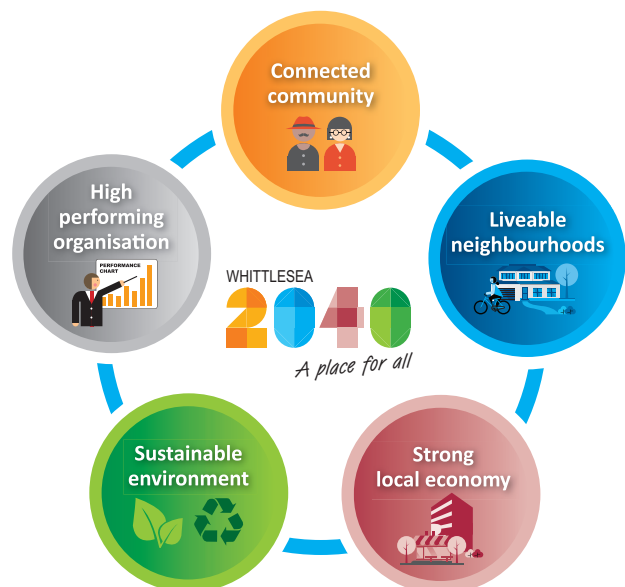 Connected
community
High
performing
organisation
PERFORMANCE
CHART
Liveable
neighbourhoods
WHITTLESEA
2040
A place for all
Sustainable
environment
Strong
local economy